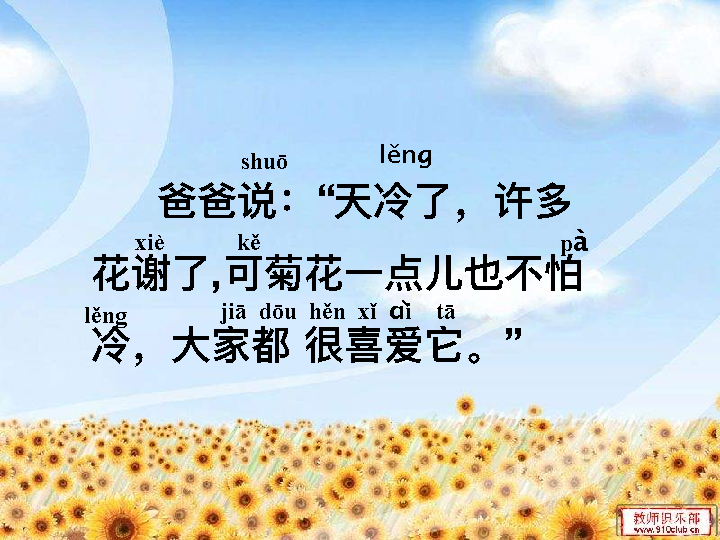 shuō lěng
爸爸说：“天冷了，许多
xiè kě pà
花谢了,可菊花一点儿也不怕
lěng jiā dōu hěn xǐ ɑì tā
冷，大家都 很喜爱它。”
教师俱乐部
www.910club.cn